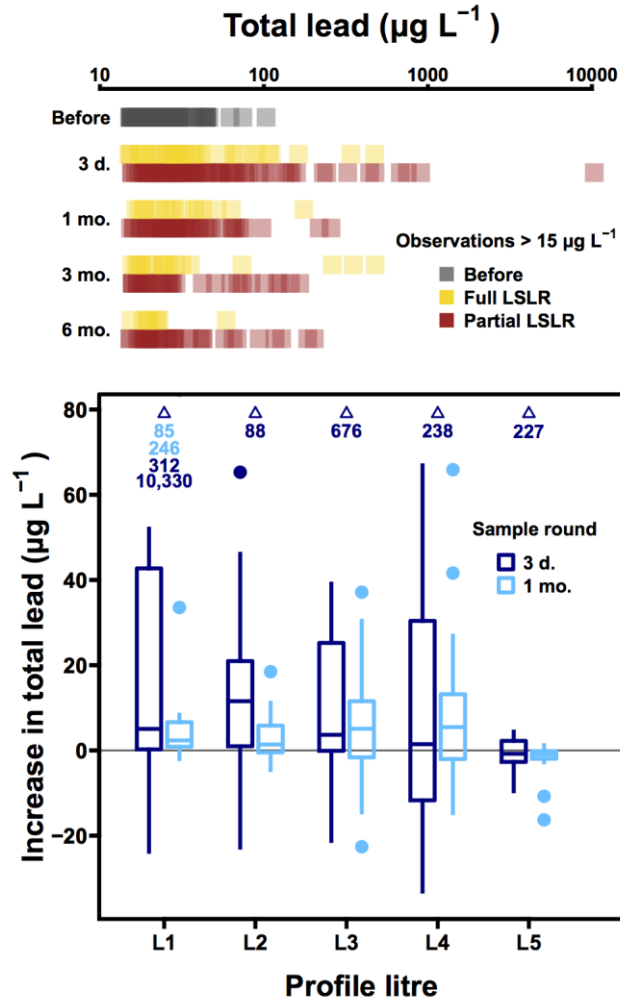 Total lead (µg L⁻¹)
10 100 1000 10000
Before
3 d.
1 mo.
3 mo.
6 mo.
Observations > 15 µg L⁻¹
Before
Full LSLR
Partial LSLR
Increase in total lead (µg L⁻¹)
80
60
40
20
0
−20
85 88 676 238 227
246
312
10,330
Sample round
3 d.
1 mo.
L1 L2 L3 L4 L5
Profile litre